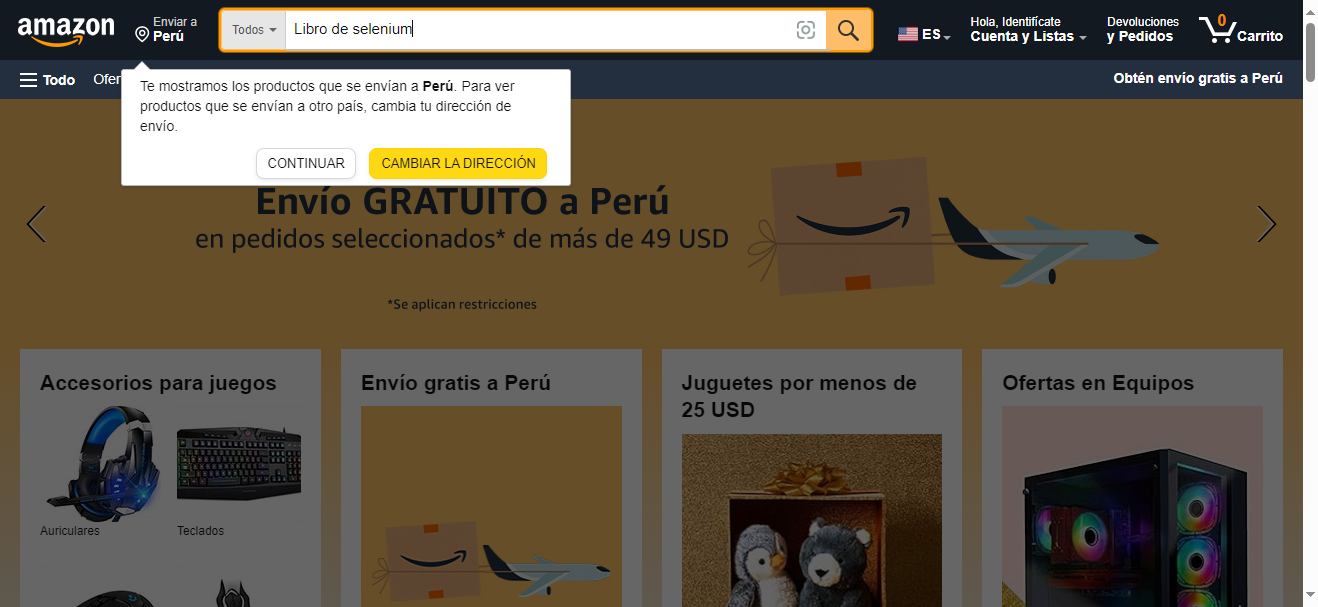 amazon
Enviar a
Perú
Todos
Libro de selenium
ES
Hola, Identifícate
Cuenta y Listas
Devoluciones
y Pedidos
0
Carrito
Todo
Ofer
Obtén envío gratis a Perú
Te mostramos los productos que se envían a Perú. Para ver
productos que se envían a otro país, cambia tu dirección de
envío.
CONTINUAR
CAMBIAR LA DIRECCIÓN
Envío GRATUITO a Perú
en pedidos seleccionados* de más de 49 USD
*Se aplican restricciones
Accesorios para juegos
Auriculares
Teclados
Envío gratis a Perú
Juguetes por menos de
25 USD
Ofertas en Equipos